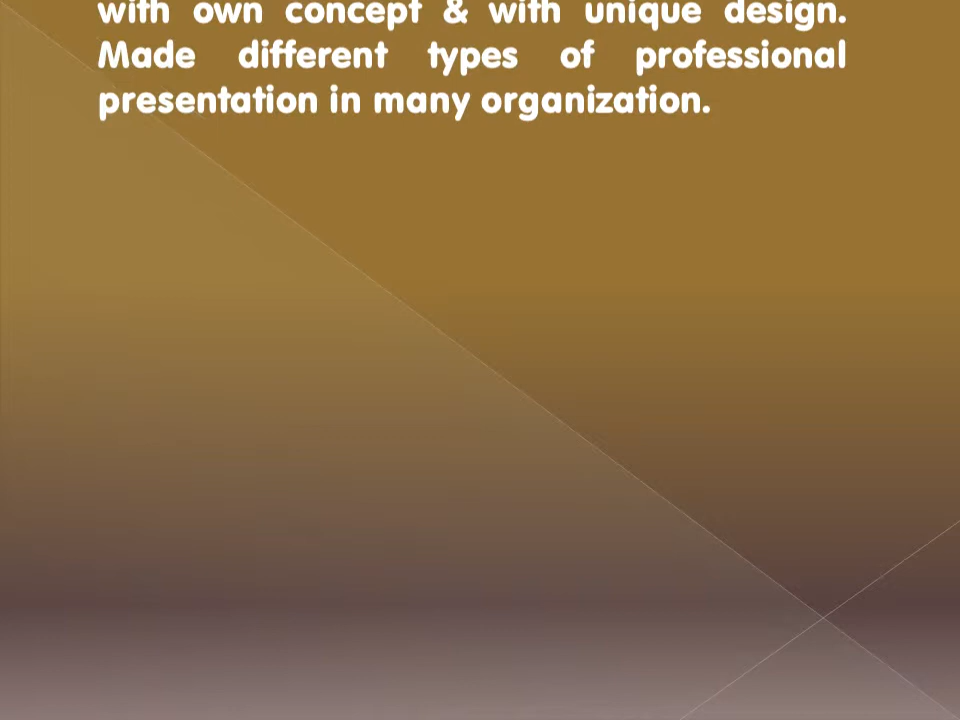 with own concept & with unique design.
Made different types of professional
presentation in many organization.